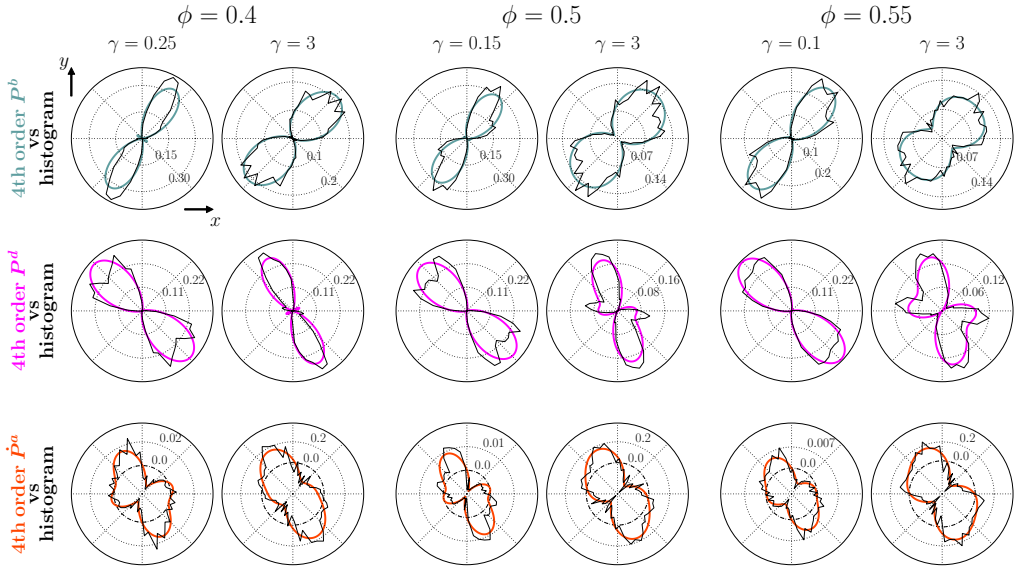 ϕ = 0.4 ϕ = 0.5 ϕ = 0.55
γ = 0.25 γ = 3 γ = 0.15 γ = 3 γ = 0.1 γ = 3
y
x
4th order P^b
vs
histogram
0.15 0.1 0.15 0.07 0.1 0.07
0.30 0.2 0.30 0.14 0.2 0.14
4th order P^d
vs
histogram
0.22 0.22 0.22 0.16 0.22 0.12
0.11 0.11 0.11 0.08 0.11 0.06
4th order Ṗ^a
vs
histogram
0.02 0.2 0.01 0.2 0.007 0.2
0.0 0.0 0.0 0.0 0.0 0.0